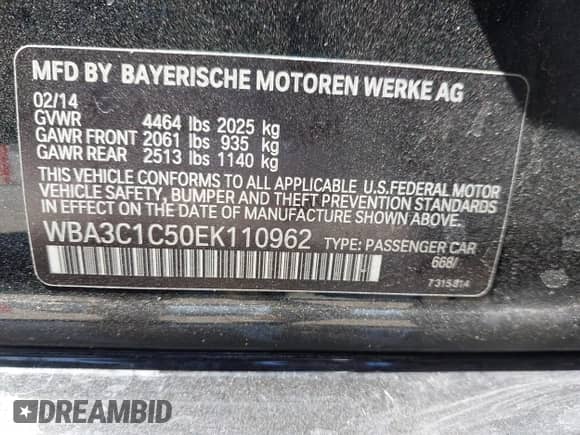 MFD BY BAYERISCHE MOTOREN WERKE AG
02/14
GVWR 4464 lbs 2025 kg
GAWR FRONT 2061 lbs 935 kg
GAWR REAR 2513 lbs 1140 kg
THIS VEHICLE CONFORMS TO ALL APPLICABLE U.S.FEDERAL MOTOR
VEHICLE SAFETY, BUMPER AND THEFT PREVENTION STANDARDS
IN EFFECT ON THE DATE OF MANUFACTURE SHOWN ABOVE.
WBA3C1C50EK110962 TYPE: PASSENGER CAR
668/
7315814
DREAMBID